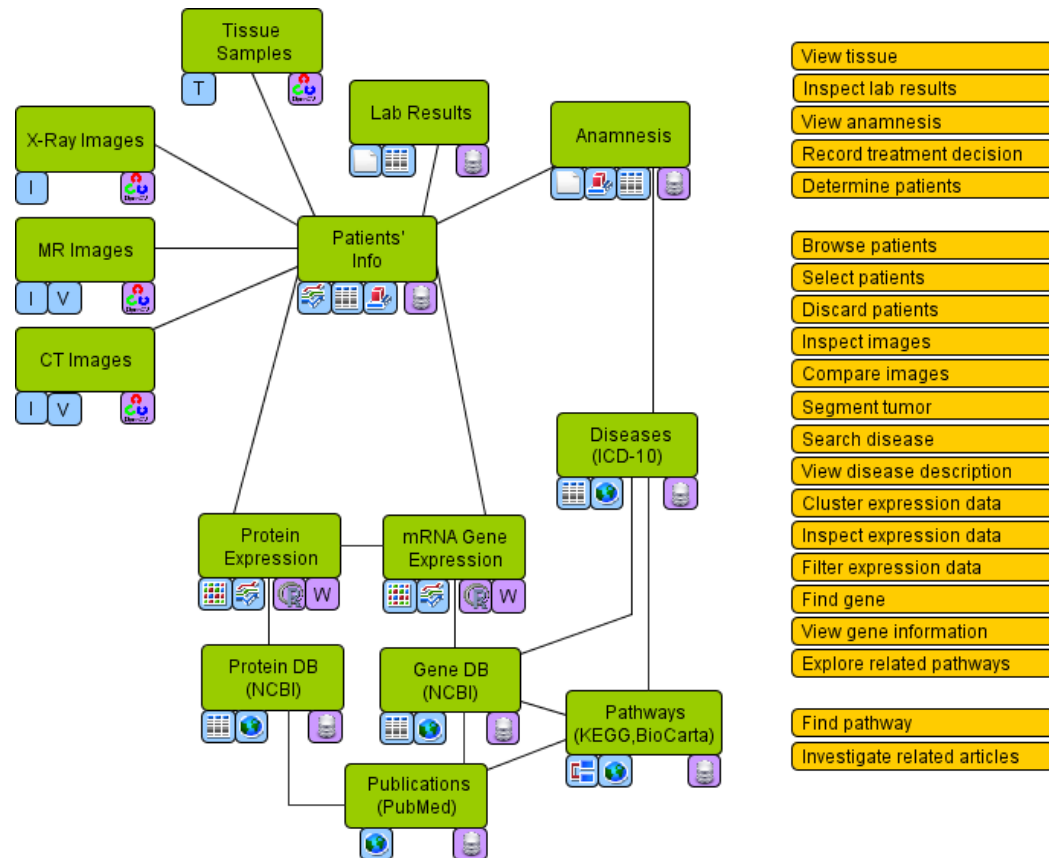 Tissue
Samples
T
Lab Results
X-Ray Images
I
Anamnesis
MR Images
I V
Patients'
Info
CT Images
I V
Diseases
(ICD-10)
Protein
Expression
R W
mRNA Gene
Expression
R W
Protein DB
(NCBI)
Gene DB
(NCBI)
Pathways
(KEGG,BioCarta)
Publications
(PubMed)
View tissue
Inspect lab results
View anamnesis
Record treatment decision
Determine patients
Browse patients
Select patients
Discard patients
Inspect images
Compare images
Segment tumor
Search disease
View disease description
Cluster expression data
Inspect expression data
Filter expression data
Find gene
View gene information
Explore related pathways
Find pathway
Investigate related articles